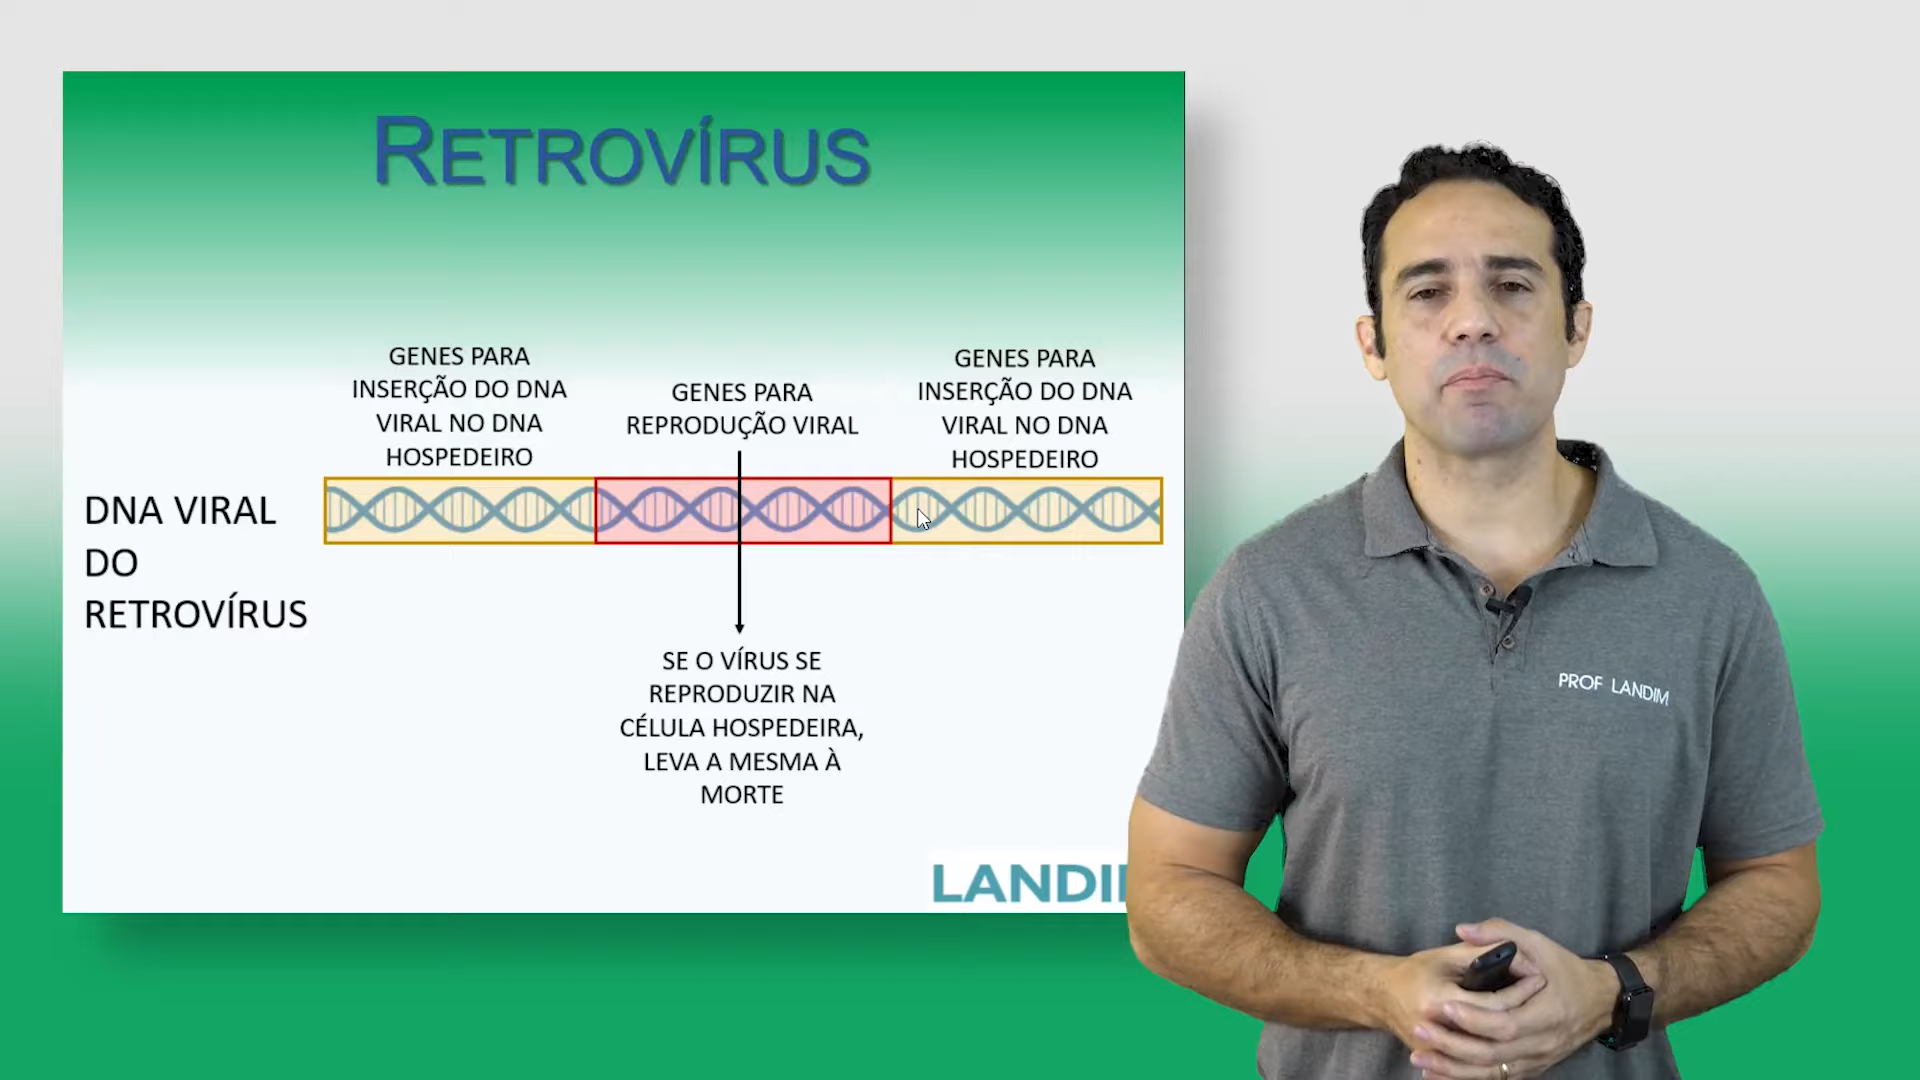 RETROVÍRUS
GENES PARA
INSERÇÃO DO DNA
VIRAL NO DNA
HOSPEDEIRO
GENES PARA
REPRODUÇÃO VIRAL
GENES PARA
INSERÇÃO DO DNA
VIRAL NO DNA
HOSPEDEIRO
DNA VIRAL
DO
RETROVÍRUS
SE O VÍRUS SE
REPRODUZIR NA
CÉLULA HOSPEDEIRA,
LEVA A MESMA À
MORTE
PROF LANDIM